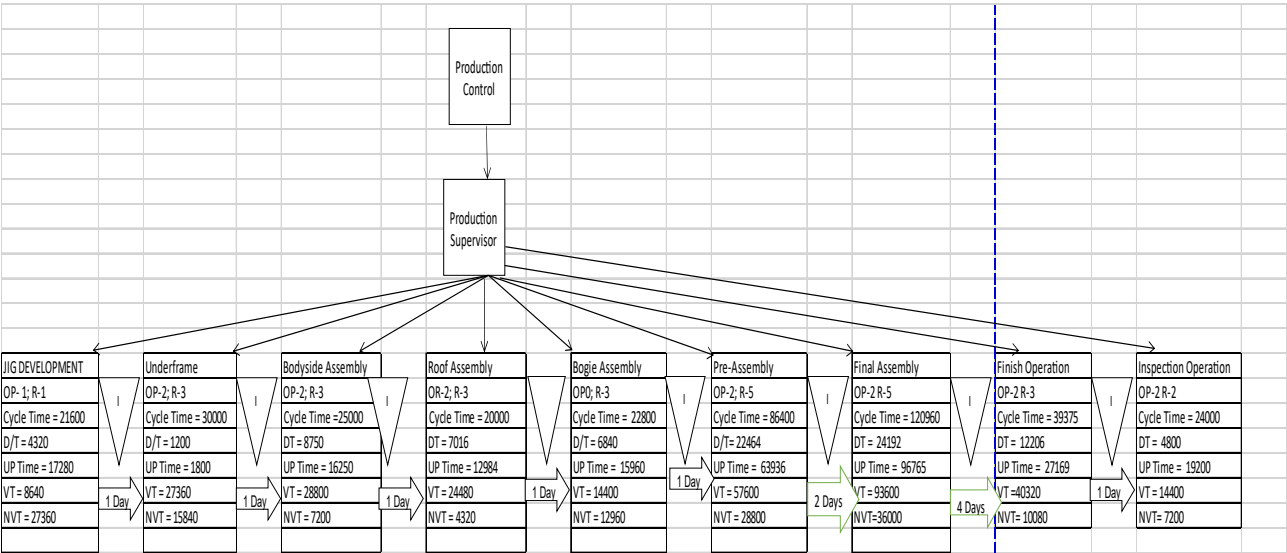 Production
Control
Production
Supervisor
JIG DEVELOPMENT
OP- 1; R-1
Cycle Time =21600
D/T= 4320
UP Time= 17280
VT= 8640
NVT= 27360
I
1 Day
Underframe
OP-2; R-3
Cycle Time = 30000
D/T= 1200
UP Time= 1800
VT= 27360
NVT= 15840
I
1 Day
Bodyside Assembly
OP-2; R-3
Cycle Time =25000
DT= 8750
UP Time= 16250
VT= 28800
NVT= 7200
I
1 Day
Roof Assembly
OR-2; R-3
Cycle Time = 20000
DT= 7016
UP Time= 12984
VT= 24480
NVT= 4320
I
1 Day
Bogie Assembly
OP0; R-3
Cycle Time = 22800
D/T= 6840
UP Time= 15960
VT= 14400
NVT= 12960
I
1 Day
Pre-Assembly
OP-2; R-5
Cycle Time = 86400
D/T= 22464
UP Time= 63936
VT= 57600
NVT= 28800
I
2 Days
Final Assembly
OP-2 R-5
Cycle Time = 120960
DT = 24192
UP Time = 96765
VT= 93600
NVT=36000
I
4 Days
Finish Operation
OP-2 R-3
Cycle Time = 39375
DT = 12206
UP Time = 27169
VT=40320
NVT= 10080
I
1 Day
Inspection Operation
OP-2 R-2
Cycle Time = 24000
DT = 4800
UP Time = 19200
VT= 14400
NVT= 7200